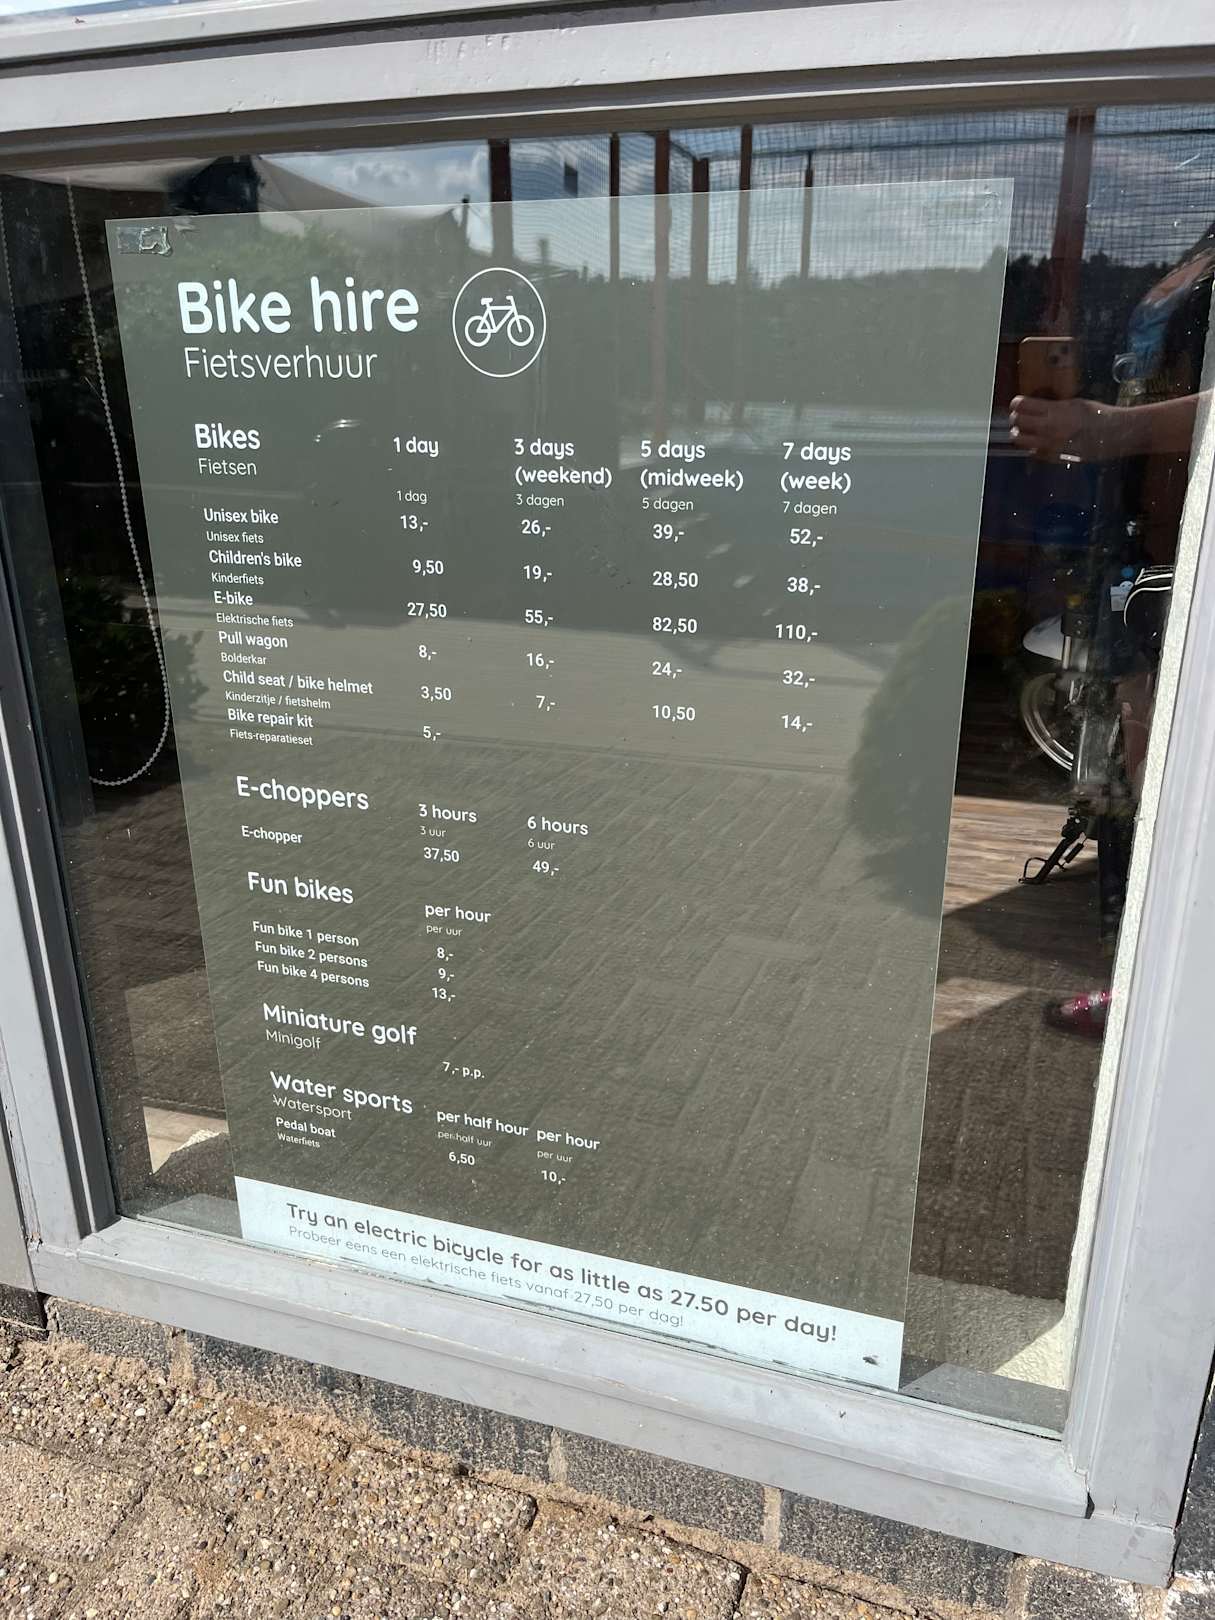 Bike hire
Fietsverhuur
Bikes 1 day 3 days 5 days 7 days
Fietsen (weekend) (midweek) (week)
1 dag 3 dagen 5 dagen 7 dagen
Unisex bike 13,- 26,- 39,- 52,-
Unisex fiets
Children's bike 9,50 19,- 28,50 38,-
Kinderfiets
E-bike 27,50 55,- 82,50 110,-
Elektrische fiets
Pull wagon 8,- 16,- 24,- 32,-
Bolderkar
Child seat / bike helmet 3,50 7,- 10,50 14,-
Kinderzitje / fietshelm
Bike repair kit 5,-
Fiets-reparatieset
E-choppers 3 hours 6 hours
3 uur 6 uur
E-chopper 37,50 49,-
Fun bikes per hour
per uur
Fun bike 1 person 8,-
Fun bike 2 persons 9,-
Fun bike 4 persons 13,-
Miniature golf
Minigolf
7,- p.p.
Water sports per half hour per hour
Watersport per half uur per uur
Pedal boat 6,50 10,-
Waterfiets
Try an electric bicycle for as little as 27.50 per day!
Probeer eens een elektrische fiets vanaf 27,50 per dag!